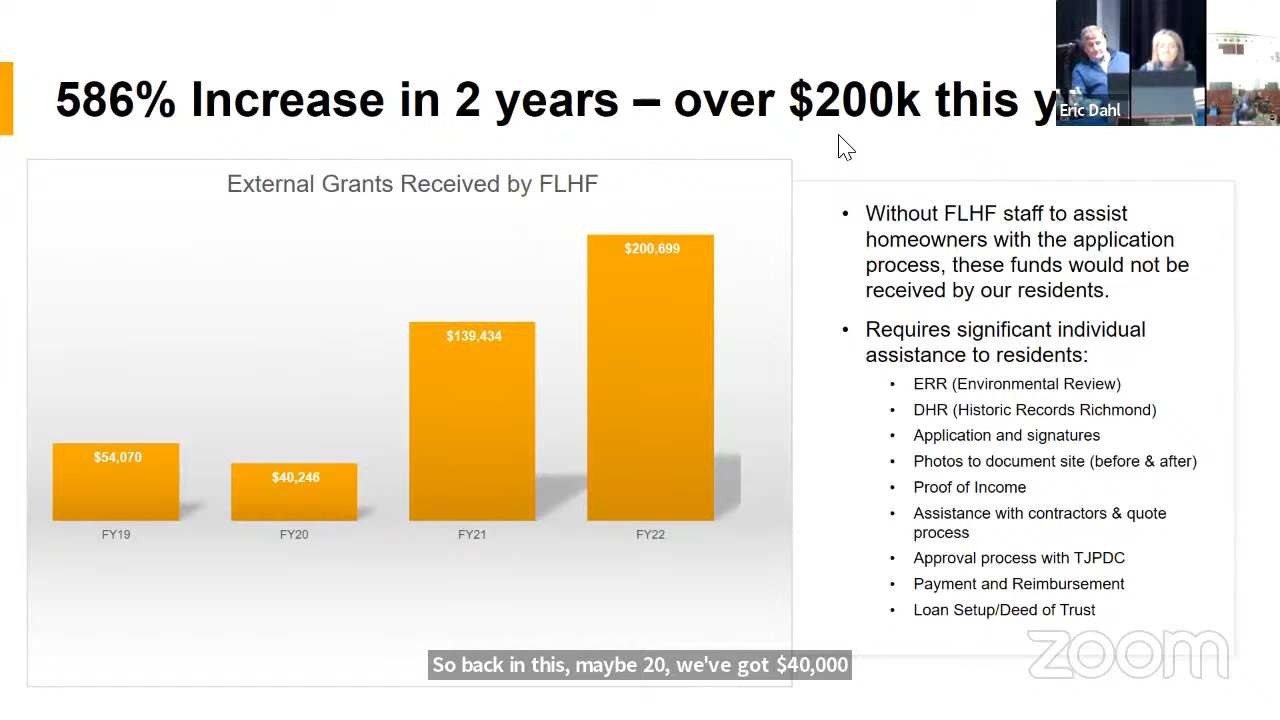 586% Increase in 2 years – over $200k this y
Eric Dahl
External Grants Received by FLHF
$54,070
$40,246
$139,434
$200,699
FY19
FY20
FY21
FY22
• Without FLHF staff to assist
homeowners with the application
process, these funds would not be
received by our residents.
• Requires significant individual
assistance to residents:
• ERR (Environmental Review)
• DHR (Historic Records Richmond)
• Application and signatures
• Photos to document site (before & after)
• Proof of Income
• Assistance with contractors & quote
process
• Approval process with TJPDC
• Payment and Reimbursement
• Loan Setup/Deed of Trust
So back in this, maybe 20, we've got $40,000
zoom